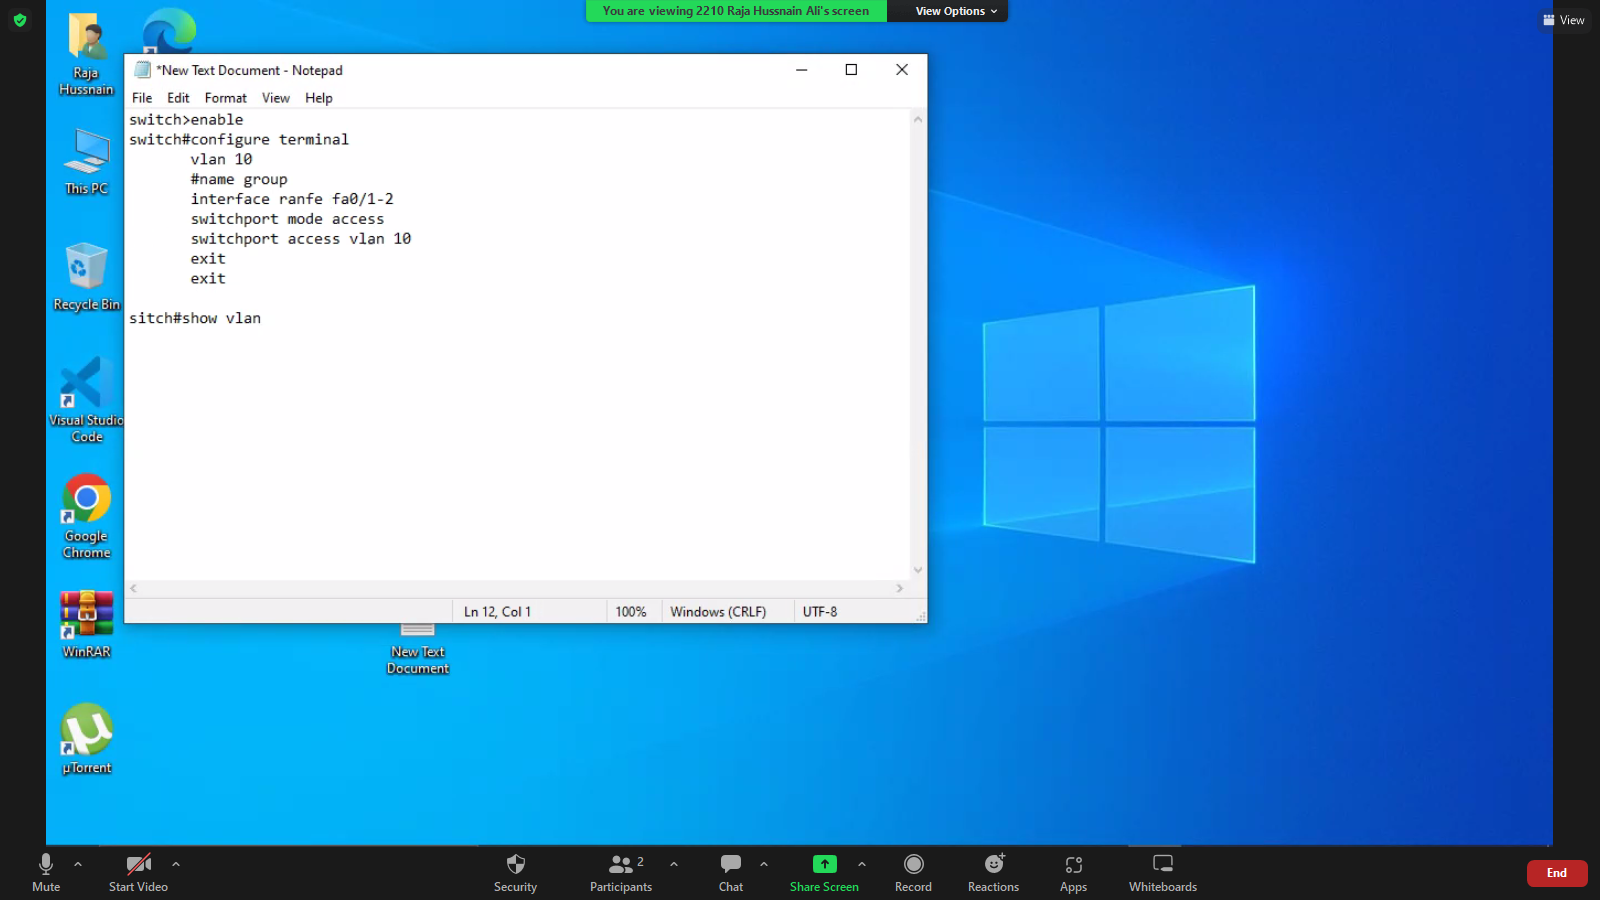 You are viewing 2210 Raja Hussnain Ali's screen
View Options
View
Raja
Hussnain
*New Text Document - Notepad
File Edit Format View Help
switch>enable
switch#configure terminal
vlan 10
#name group
interface ranfe fa0/1-2
switchport mode access
switchport access vlan 10
exit
exit
sitch#show vlan
Ln 12, Col 1
100%
Windows (CRLF)
UTF-8
This PC
Recycle Bin
Visual Studio
Code
Google
Chrome
WinRAR
µTorrent
New Text
Document
Mute
Start Video
Security
Participants
2
Chat
Share Screen
Record
Reactions
Apps
Whiteboards
End